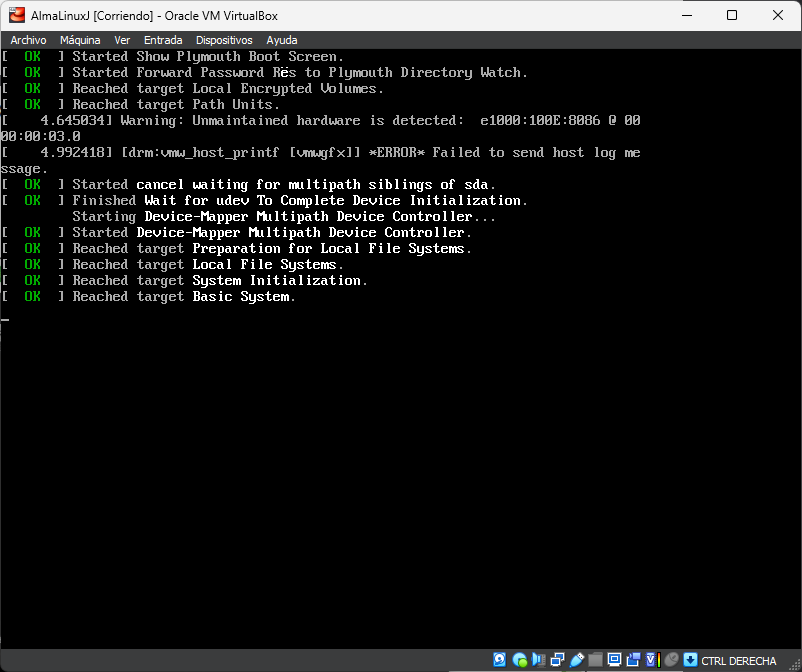 AlmaLinuxJ [Corriendo] - Oracle VM VirtualBox
Archivo Máquina Ver Entrada Dispositivos Ayuda
[  OK  ] Started Show Plymouth Boot Screen.
[  OK  ] Started Forward Password Rës to Plymouth Directory Watch.
[  OK  ] Reached target Local Encrypted Volumes.
[  OK  ] Reached target Path Units.
[    4.645034] Warning: Unmaintained hardware is detected:  e1000:100E:8086 @ 00
00:00:03.0
[    4.992418] [drm:vmw_host_printf [vmwgfx]] *ERROR* Failed to send host log me
ssage.
[  OK  ] Started cancel waiting for multipath siblings of sda.
[  OK  ] Finished Wait for udev To Complete Device Initialization.
Starting Device-Mapper Multipath Device Controller...
[  OK  ] Started Device-Mapper Multipath Device Controller.
[  OK  ] Reached target Preparation for Local File Systems.
[  OK  ] Reached target Local File Systems.
[  OK  ] Reached target System Initialization.
[  OK  ] Reached target Basic System.
CTRL DERECHA